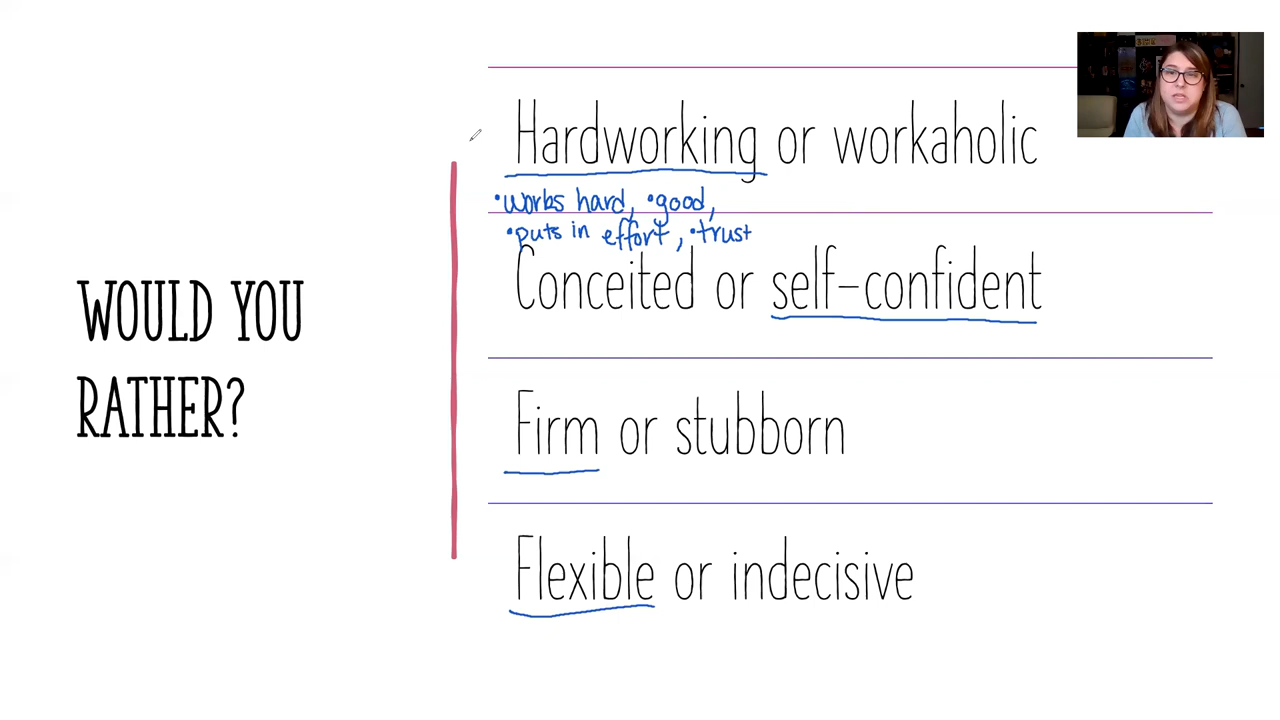 WOULD YOU
RATHER?
Hardworking or workaholic
•works hard, •good,
•puts in effort, •trust
Conceited or self-confident
Firm or stubborn
Flexible or indecisive